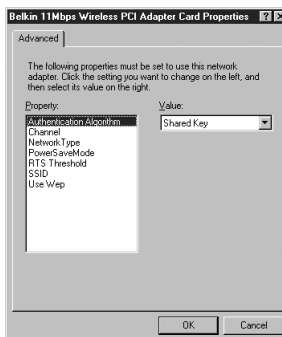 Belkin 11Mbps Wireless PCI Adapter Card Properties
Advanced
The following properties must be set to use this network
adapter. Click the setting you want to change on the left, and
then select its value on the right.
Property:
Value:
Authentication Algorithm
Channel
NetworkType
PowerSaveMode
RTS Threshold
SSID
Use Wep
Shared Key
OK
Cancel